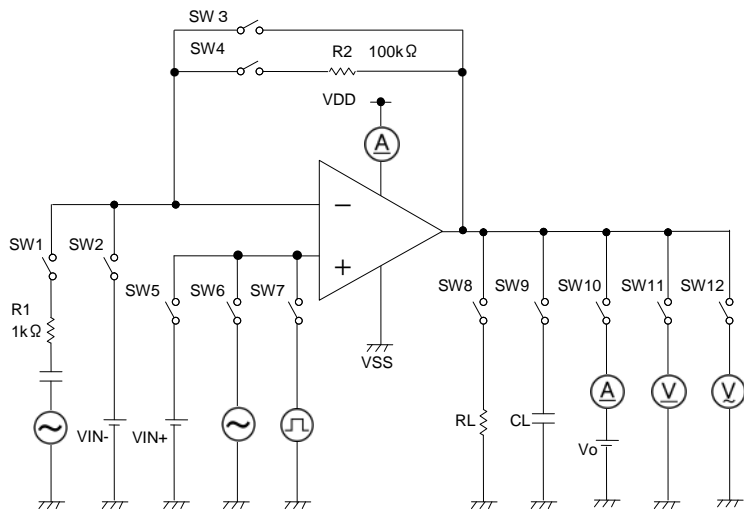 SW 3
SW4
R2 100kΩ
VDD
A
−
+
SW1
SW2
SW5
SW6
SW7
SW8
SW9
SW10
SW11
SW12
R1
1kΩ
VSS
A
V
V
VIN-
VIN+
RL
CL
Vo